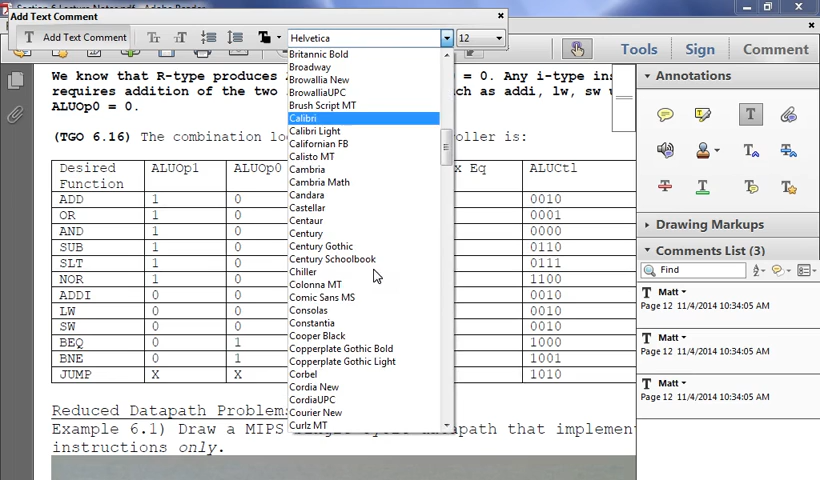 Add Text Comment
Add Text Comment
Helvetica
12
Tools
Sign
Comment
Britannic Bold
Broadway
Browallia New
BrowalliaUPC
Brush Script MT
Calibri
Calibri Light
Californian FB
Calisto MT
Cambria
Cambria Math
Candara
Castellar
Centaur
Century
Century Gothic
Century Schoolbook
Chiller
Colonna MT
Comic Sans MS
Consolas
Constantia
Cooper Black
Copperplate Gothic Bold
Copperplate Gothic Light
Corbel
Cordia New
CordiaUPC
Courier New
Curlz MT
We know that R-type produces = 0. Any i-type ins
requires addition of the two ch as addi, lw, sw
ALUOp0 = 0.
(TGO 6.16) The combination lo ller is:
Desired Function ALUOp1 ALUOp0 x Eq ALUCtl
ADD 1 0 0010
OR 1 0 0001
AND 1 0 0000
SUB 1 0 0110
SLT 1 0 0111
NOR 1 0 1100
ADDI 0 0 0010
LW 0 0 0010
SW 0 0 0010
BEQ 0 1 1000
BNE 0 1 1001
JUMP X X 1010
Reduced Datapath Problems
Example 6.1) Draw a MIPS single cycle datapath that implemen
instructions only.
Annotations
Drawing Markups
Comments List (3)
Find
Matt
Page 12 11/4/2014 10:34:05 AM
Matt
Page 12 11/4/2014 10:34:05 AM
Matt
Page 12 11/4/2014 10:34:05 AM